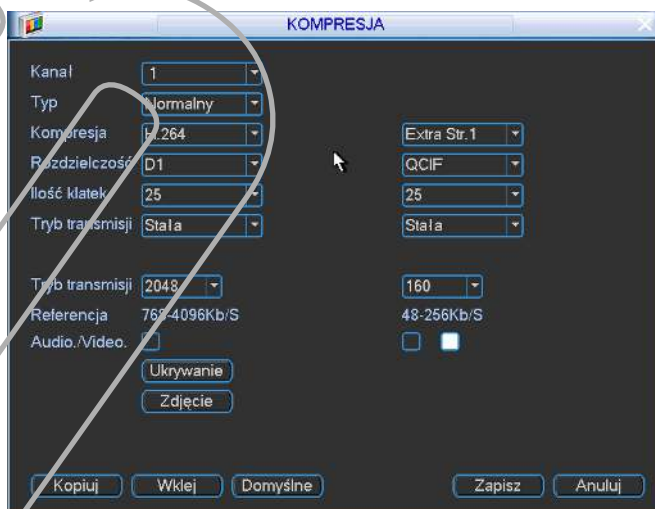 KOMPRESJA
Kanał 1
Typ Normalny
Kompresja H.264 Extra Str.1
Rozdzielczość D1 QCIF
Ilość klatek 25 25
Tryb transmisji Stała Stała
Tryb transmisji 2048 160
Referencja 768-4096Kb/S 48-256Kb/S
Audio./Video.
Ukrywanie
Zdjęcie
Kopiuj Wklej Domyślne Zapisz Anuluj